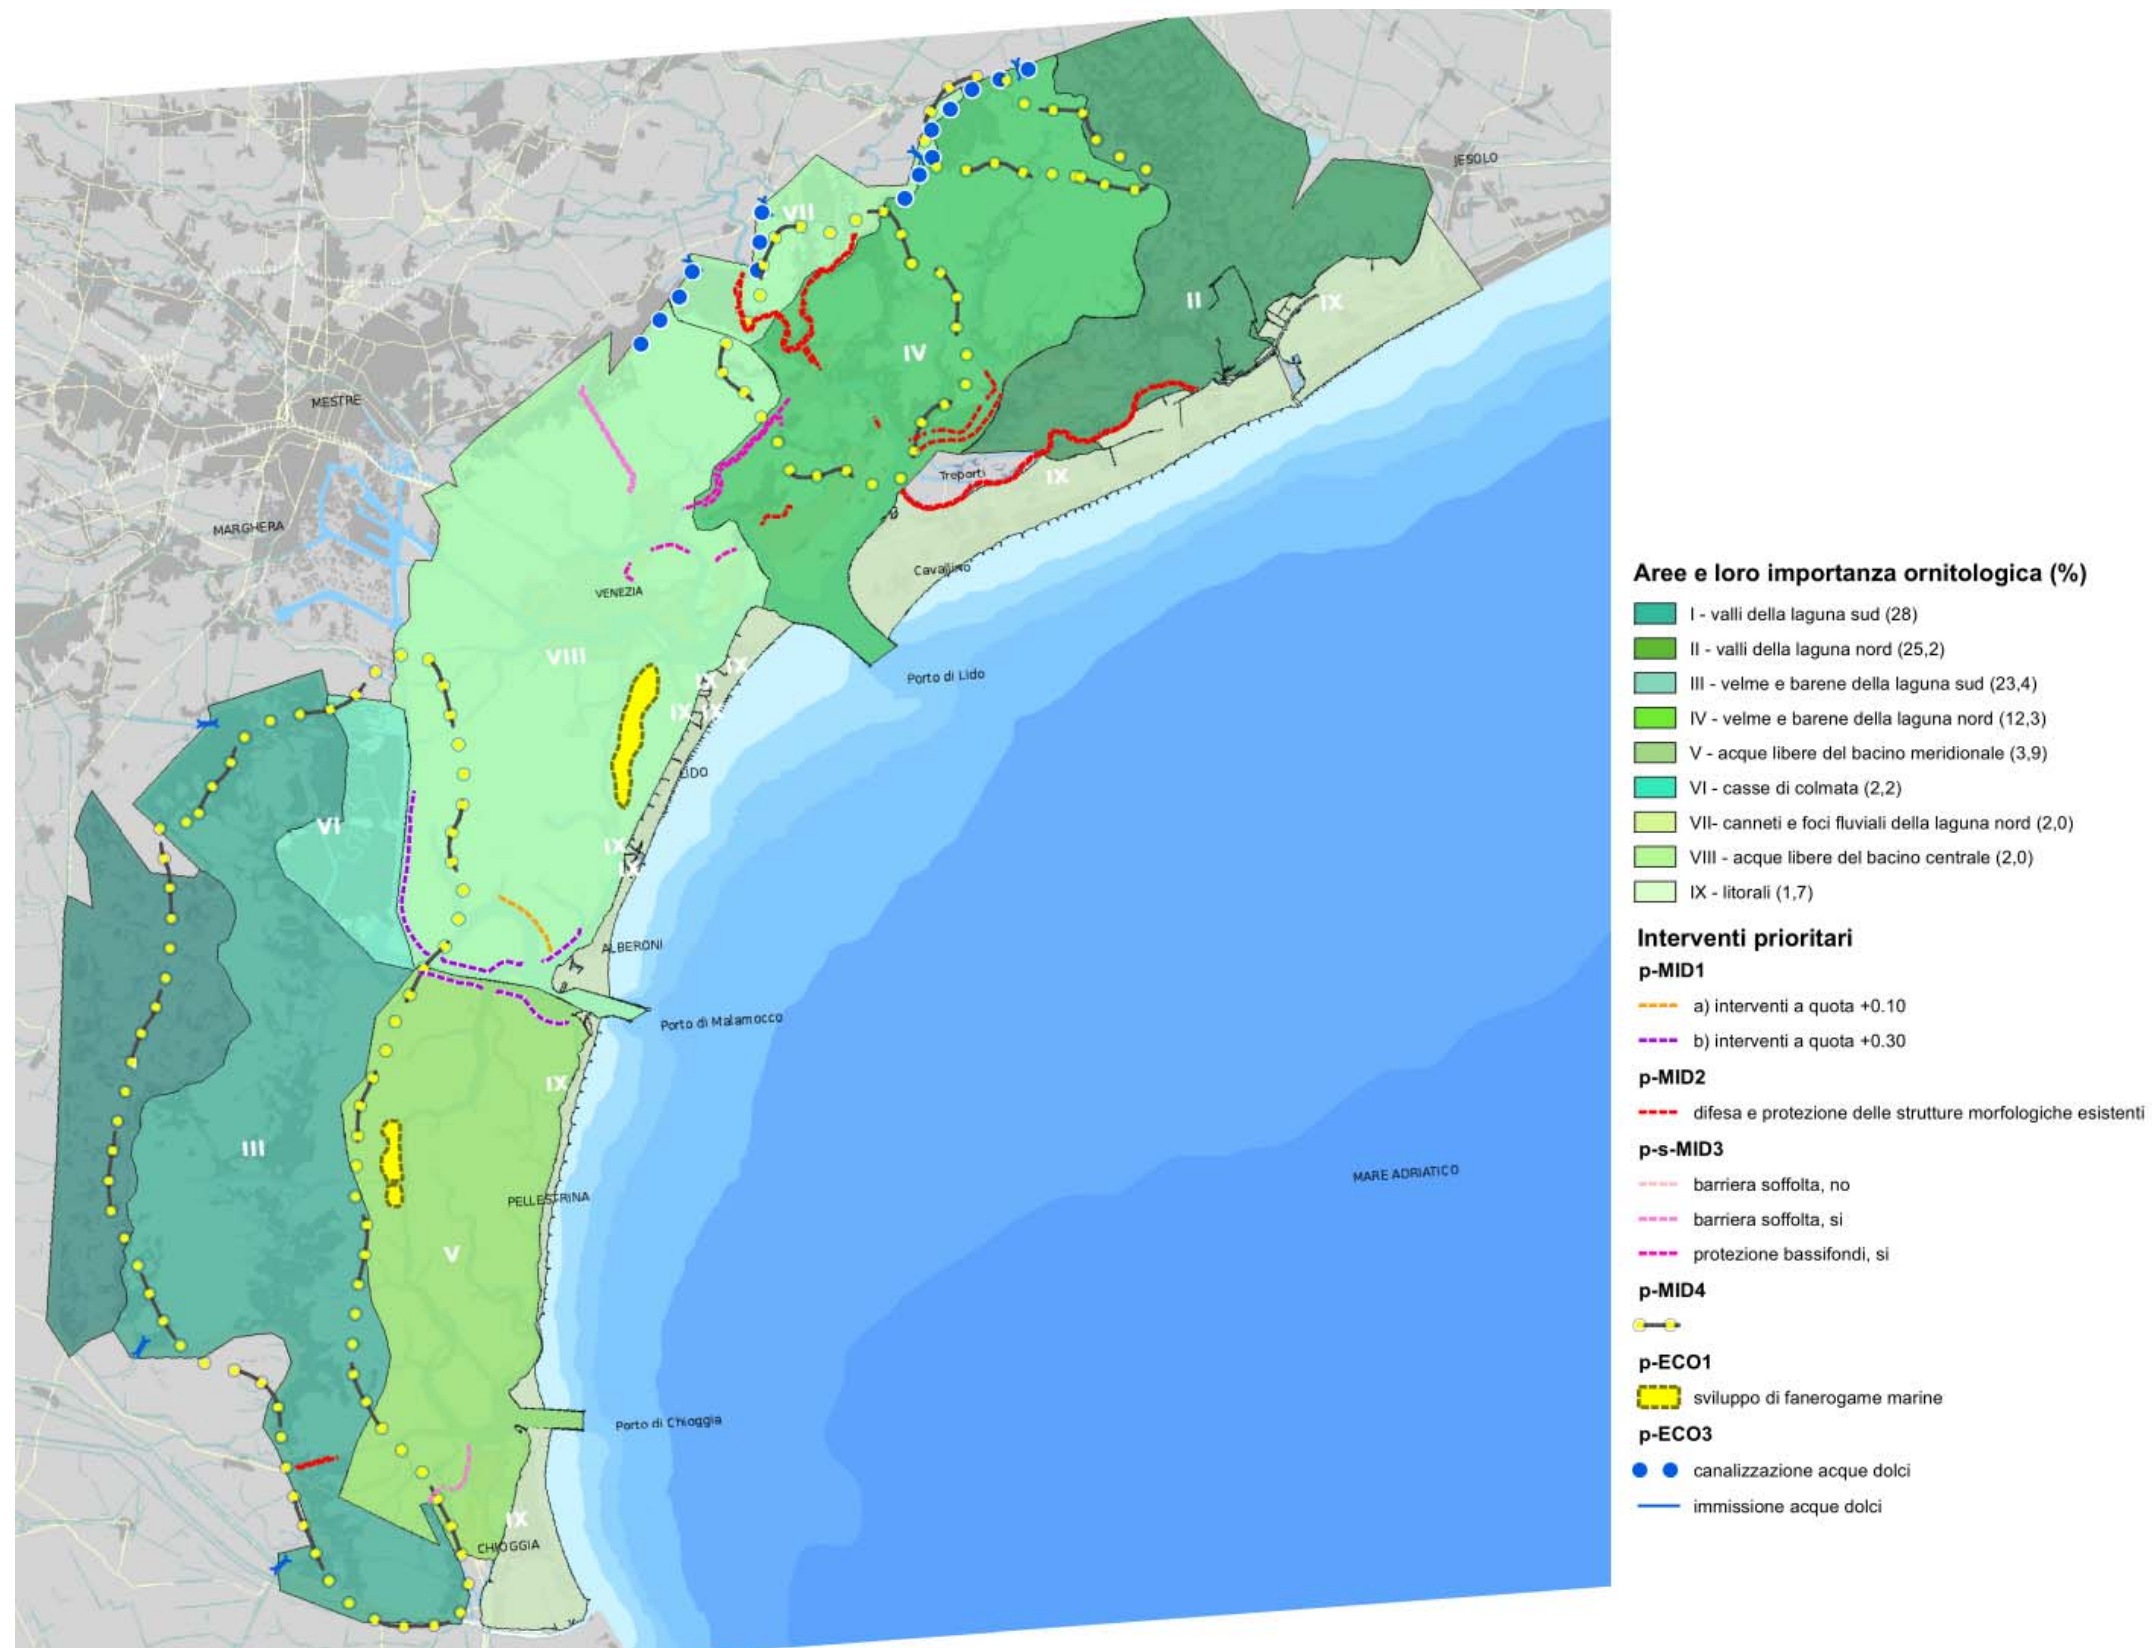 JESOLO
VII
II
IX
IV
MESTRE
Treporti
IX
MARGHERA
Cavallino
VENEZIA
VIII
IX
Porto di Lido
IX
IX IX
LIDO
VI
IX
IX
ALBERONI
Porto di Malamocco
IX
III
PELLESTRINA
MARE ADRIATICO
V
Porto di Chioggia
IX
CHIOGGIA
Aree e loro importanza ornitologica (%)
I - valli della laguna sud (28)
II - valli della laguna nord (25,2)
III - velme e barene della laguna sud (23,4)
IV - velme e barene della laguna nord (12,3)
V - acque libere del bacino meridionale (3,9)
VI - casse di colmata (2,2)
VII- canneti e foci fluviali della laguna nord (2,0)
VIII - acque libere del bacino centrale (2,0)
IX - litorali (1,7)
Interventi prioritari
p-MID1
a) interventi a quota +0.10
b) interventi a quota +0.30
p-MID2
difesa e protezione delle strutture morfologiche esistenti
p-s-MID3
barriera soffolta, no
barriera soffolta, si
protezione bassifondi, si
p-MID4
p-ECO1
sviluppo di fanerogame marine
p-ECO3
canalizzazione acque dolci
immissione acque dolci